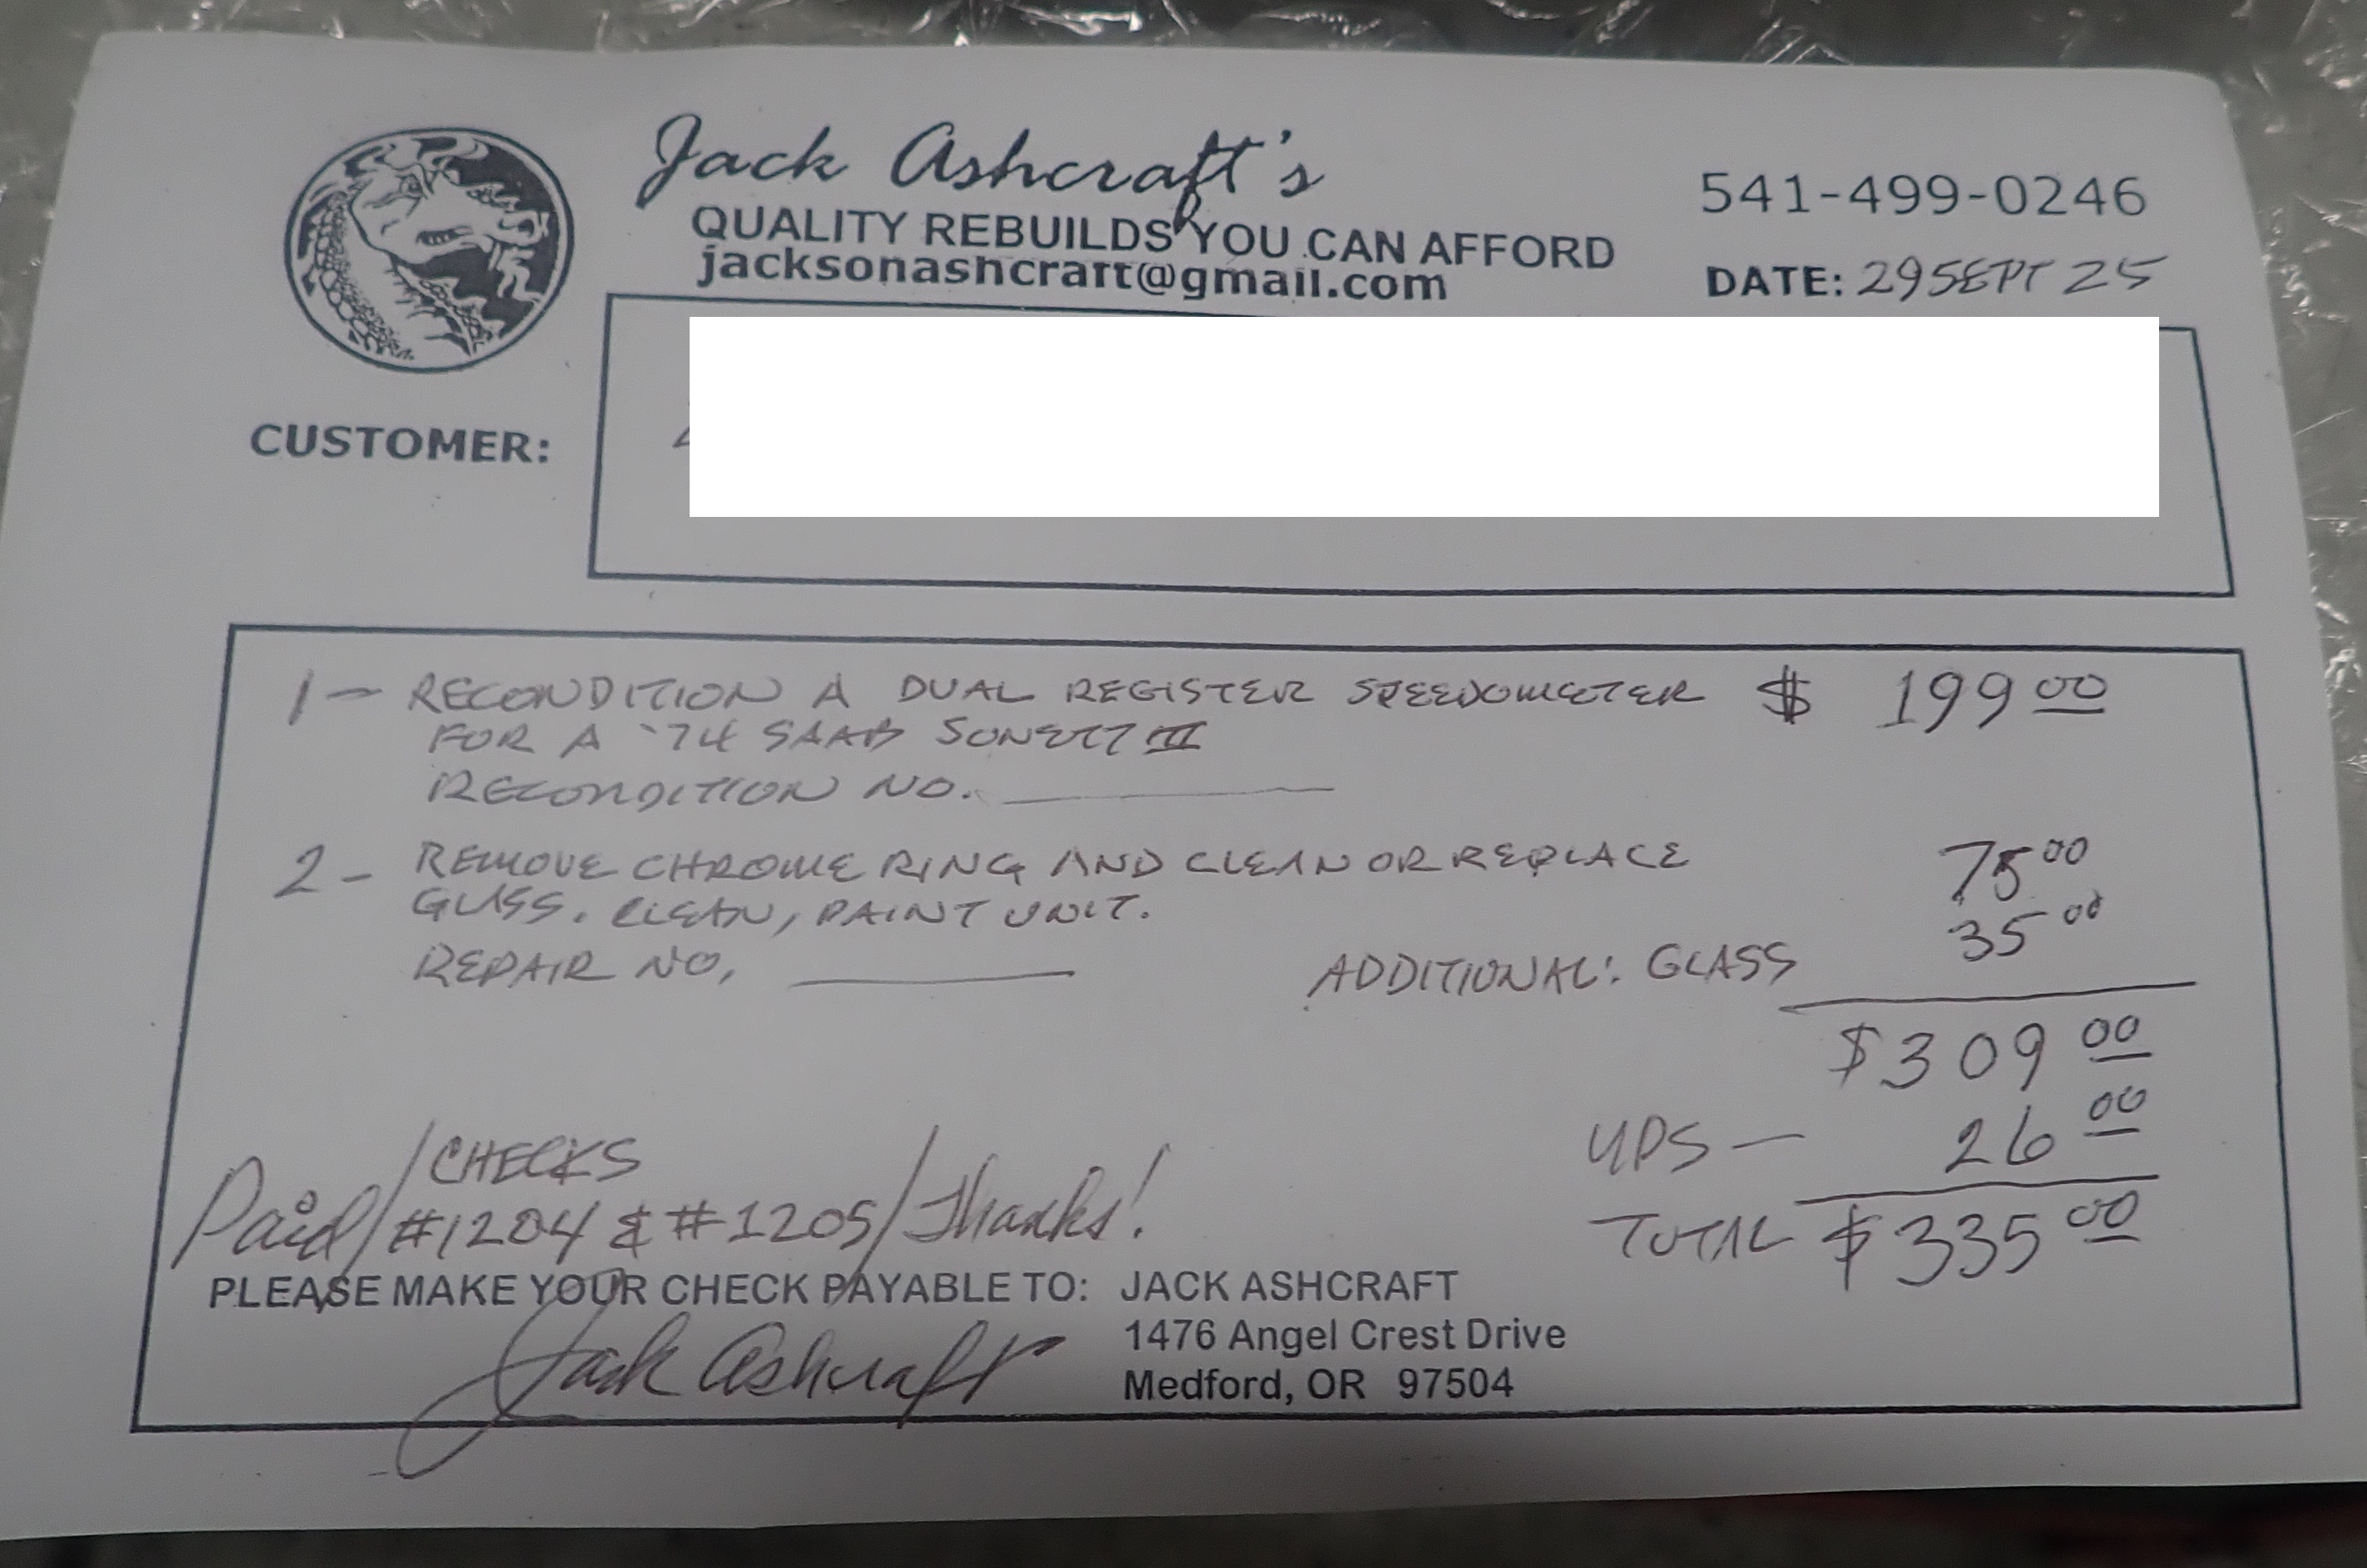 Jack Ashcraft's
QUALITY REBUILDS YOU CAN AFFORD
jacksonashcraft@gmail.com
541-499-0246
DATE: 29 SEPT 25
CUSTOMER:
1 - RECONDITION A DUAL REGISTER SPEEDOMETER $ 199 00
FOR A '74 SAAB SONETT III
RECONDITION NO.
2 - REMOVE CHROME RING AND CLEAN OR REPLACE 75 00
GLASS. CLEAN, PAINT UNIT.
REPAIR NO,
ADDITIONAL: GLASS 35 00
$309 00
UPS — 26 00
TOTAL $335 00
Paid / CHECKS
#1204 & #1205 / Thanks!
PLEASE MAKE YOUR CHECK PAYABLE TO: JACK ASHCRAFT
1476 Angel Crest Drive
Medford, OR 97504
Jack Ashcraft